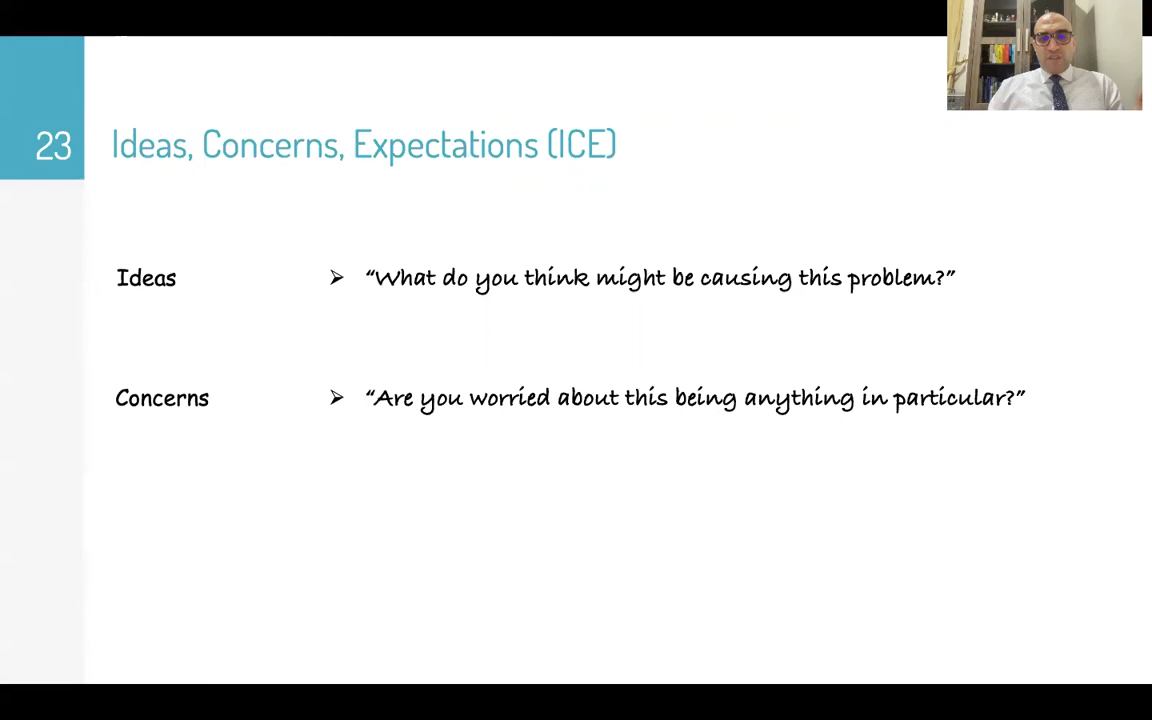 23
Ideas, Concerns, Expectations (ICE)
Ideas
“What do you think might be causing this problem?”
Concerns
“Are you worried about this being anything in particular?”